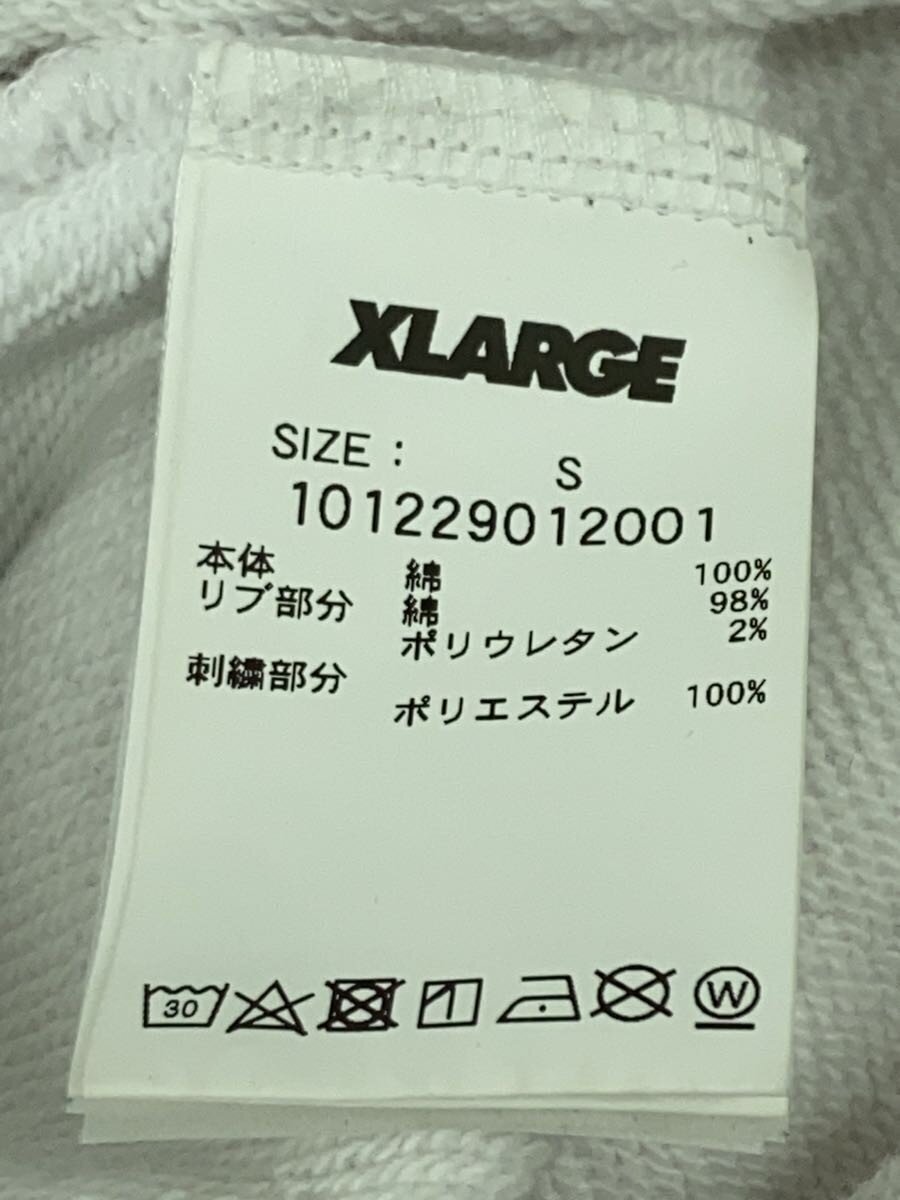 XLARGE
SIZE : S
101229012001
本体 綿 100%
リブ部分 綿 98%
ポリウレタン 2%
刺繍部分
ポリエステル 100%
30
W